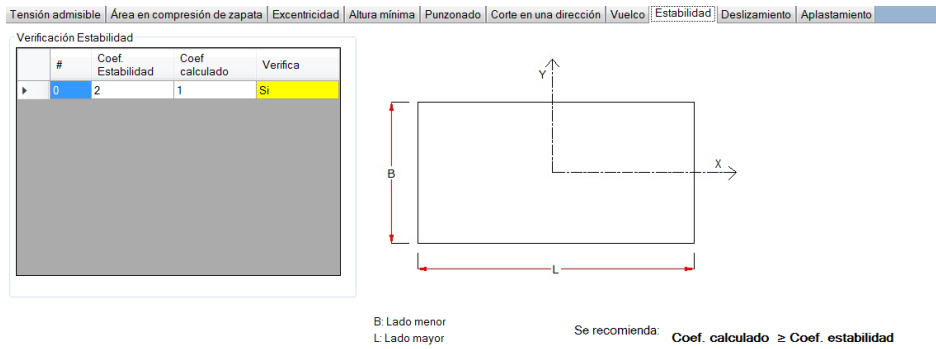 Tensión admisible Área en compresión de zapata Excentricidad Altura mínima Punzonado Corte en una dirección Vuelco Estabilidad Deslizamiento Aplastamiento
Verificación Estabilidad
# Coef. Estabilidad Coef calculado Verifica
0 2 1 Si
Y
X
B
L
B: Lado menor
L: Lado mayor
Se recomienda: Coef. calculado ≥ Coef. estabilidad